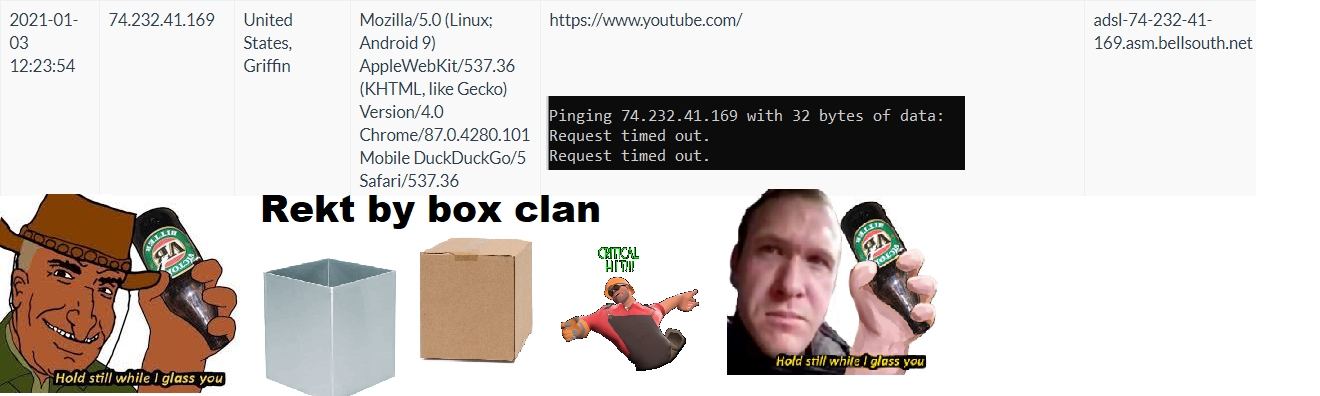 2021-01-
03
12:23:54
74.232.41.169
United
States,
Griffin
Mozilla/5.0 (Linux;
Android 9)
AppleWebKit/537.36
(KHTML, like Gecko)
Version/4.0
Chrome/87.0.4280.101
Mobile DuckDuckGo/5
Safari/537.36
https://www.youtube.com/
adsl-74-232-41-
169.asm.bellsouth.net
Pinging 74.232.41.169 with 32 bytes of data:
Request timed out.
Request timed out.
Rekt by box clan
CRITICAL
HIT!!!
Hold still while I glass you
Hold still while I glass you